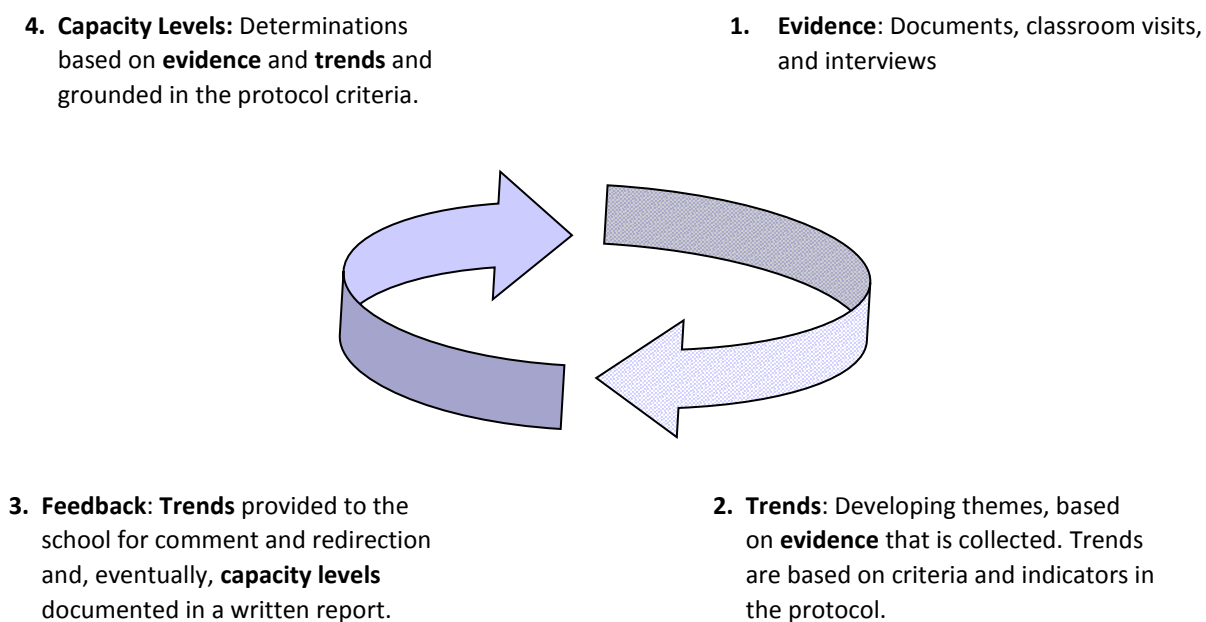 4. Capacity Levels: Determinations
based on evidence and trends and
grounded in the protocol criteria.
1. Evidence: Documents, classroom visits,
and interviews
3. Feedback: Trends provided to the
school for comment and redirection
and, eventually, capacity levels
documented in a written report.
2. Trends: Developing themes, based
on evidence that is collected. Trends
are based on criteria and indicators in
the protocol.